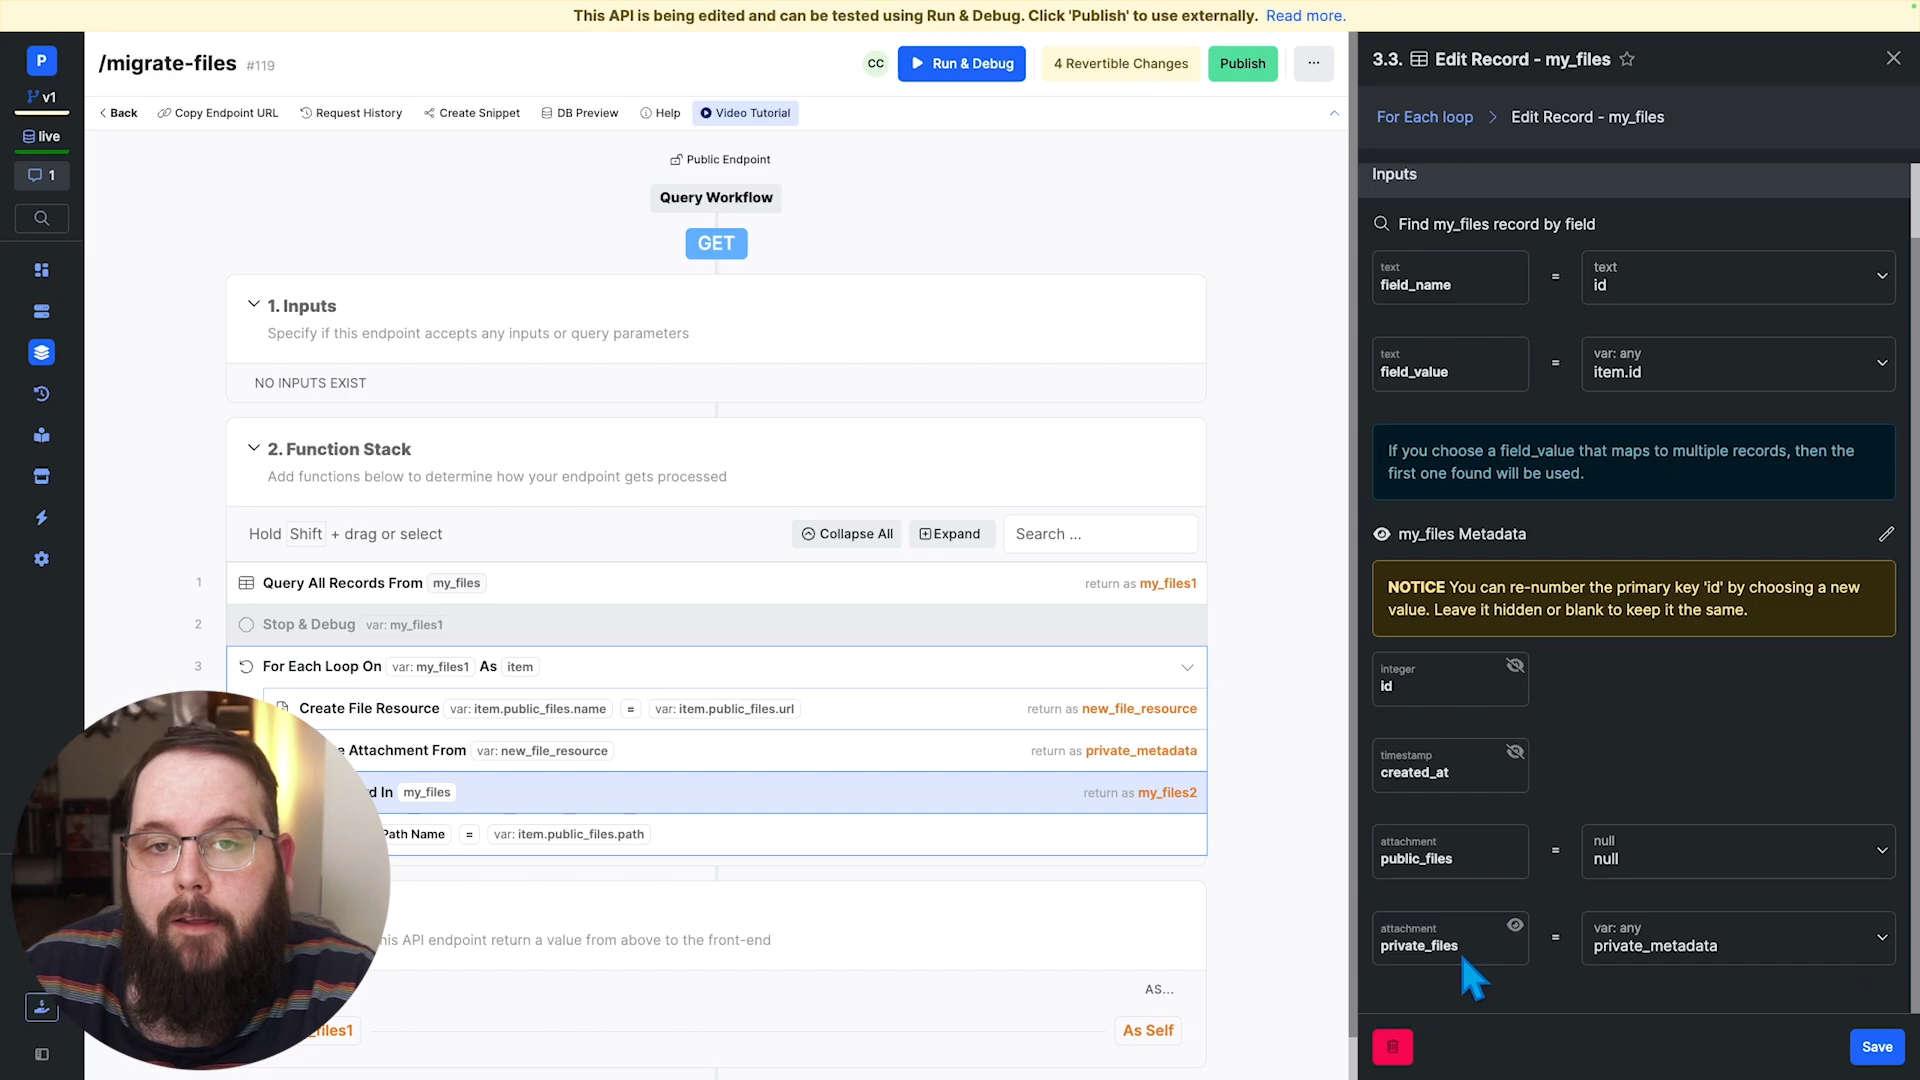 This API is being edited and can be tested using Run & Debug. Click 'Publish' to use externally. Read more.
P
v1
live
1
/migrate-files #119
CC
Run & Debug
4 Revertible Changes
Publish
...
Back
Copy Endpoint URL
Request History
Create Snippet
DB Preview
Help
Video Tutorial
Public Endpoint
Query Workflow
GET
1. Inputs
Specify if this endpoint accepts any inputs or query parameters
NO INPUTS EXIST
2. Function Stack
Add functions below to determine how your endpoint gets processed
Hold Shift + drag or select
Collapse All
Expand
Search ...
1 Query All Records From my_files return as my_files1
2 Stop & Debug var: my_files1
3 For Each Loop On var: my_files1 As item
Create File Resource var: item.public_files.name = var: item.public_files.url return as new_file_resource
e Attachment From var: new_file_resource return as private_metadata
d In my_files return as my_files2
Path Name = var: item.public_files.path
his API endpoint return a value from above to the front-end
AS...
_files1 As Self
3.3. Edit Record - my_files
For Each loop > Edit Record - my_files
Inputs
Find my_files record by field
text
field_name
=
text
id
text
field_value
=
var: any
item.id
If you choose a field_value that maps to multiple records, then the
first one found will be used.
my_files Metadata
NOTICE You can re-number the primary key 'id' by choosing a new
value. Leave it hidden or blank to keep it the same.
integer
id
timestamp
created_at
attachment
public_files
=
null
null
attachment
private_files
=
var: any
private_metadata
Save